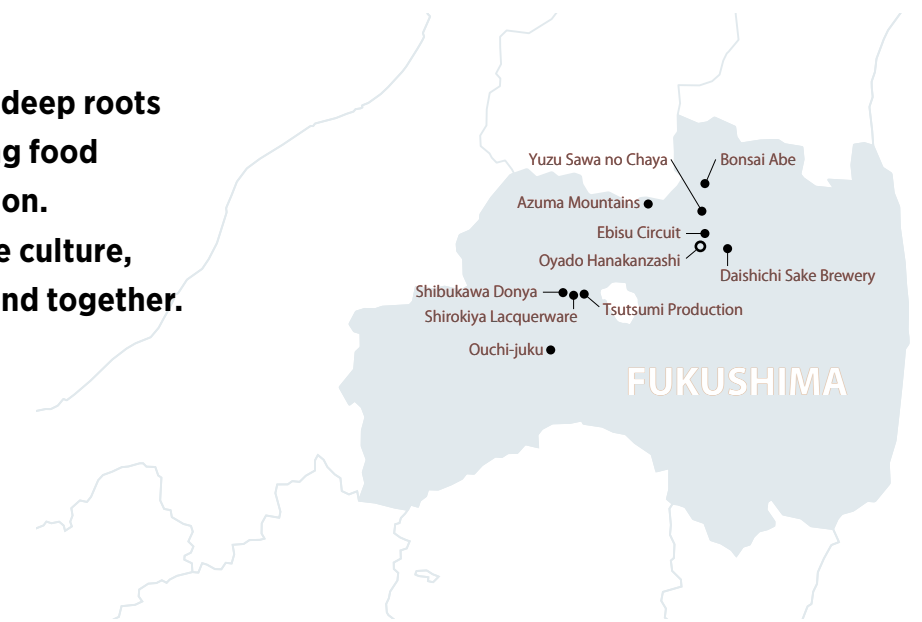 deep roots
g food
on.
e culture,
nd together.
Yuzu Sawa no Chaya
Bonsai Abe
Azuma Mountains
Ebisu Circuit
Oyado Hanakanzashi
Daishichi Sake Brewery
Shibukawa Donya
Shirokiya Lacquerware
Tsutsumi Production
Ouchi-juku
FUKUSHIMA